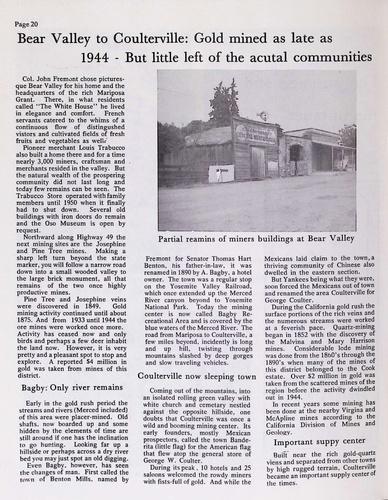 Page 20
Bear Valley to Coulterville: Gold mined as late as
1944 - But little left of the acutal communities
Col. John Fremont chose pictures-
que Bear Valley for his home and the
headquarters of the rich Mariposa
Grant. There, in what residents
called "The White House" he lived
in elegance and comfort. French
servants catered to the whims of a
continuous flow of distinguished
vistors and cutivated fields of fresh
fruits and vegetables as well.
Pioneer merchant Louis Trabucco
also built a home there and for a time
nearly 3,000 miners, craftsman and
merchants resided in the valley. But
the natural wealth of the prospering
community did not last long and
today few remains can be seen. The
Trabucco Store operated with family
members until 1950 when it finally
had to shut down. Several old
buildings with iron doors do remain
and the Oso Museum is open by
request.
Northward along Highway 49 the
next mining sites are the Josephine
and Pine Tree mines. Making a
sharp left turn beyond the state
marker, you will follow a narrow road
down into a small wooded valley to
the large brick monument, all that
remains of the two once highly
productive mines.
Pine Tree and Josephine veins
were discovered in 1849. Gold
mining activity continued until about
1875. And from 1933 until 1944 the
ore mines were worked once more.
Activity has ceased now and only
birds and perhaps a few deer inhabit
the land now. However, it is very
pretty and a pleasant spot to stop and
explore. A reported $4 million in
gold was taken from mines of this
district.
Bagby: Only river remains
Early in the gold rush period the
streams and rivers (Merced included)
of this area were placer-mined. Old
shafts, now boarded up and some
hidden by the elements of time are
still around if one has the inclination
to go hunting. Looking far up a
hillside or perhaps across a dry river
bed you may just spot an old digging.
Even Bagby, however, has seen
the changes of man. First called the
town of Benton Mills, named by
Partial reamins of miners buildings at Bear Valley
Fremont for Senator Thomas Hart
Benton, his father-in-law, it was
renamed in 1890 by A. Bagby, a hotel
owner. The town was a regular stop
on the Yosemite Valley Railroad,
which once extended up the Merced
River canyon beyond to Yosemite
National Park. Today the mining
center is now called Bagby Rec-
reational Area and is covered by the
blue waters of the Merced River. The
road from Mariposa to Coulterville, a
few miles beyond, incidently is long
and up hill, twisting through
mountains slashed by deep gorges
and slow traveling vehicles.
Coulterville now sleeping town
Coming out of the mountains, into
an isolated rolling green valley with
white church and cemetery nestled
against the opposite hillside, one
doubts that Coulterville was once a
wild and booming mining center. Its
early founders, mostly Mexican
prospectors, called the town Bande-
rita (little flag) for the American flag
that flew atop the general store of
George W. Coulter.
During its peak, 10 hotels and 25
saloons welcomed the rowdy miners
with fists-full of gold. And while the
Mexicans laid claim to the town, a
thriving community of Chinese also
dwelled in the eastern section.
But Yankees being what they were,
soon forced the Mexicans out of town
and renamed the area Coulterville for
George Coulter.
During the California gold rush the
surface portions of the rich veins and
the numerous streams were worked
at a feverish pace. Quartz-mining
began in 1852 with the discovery of
the Malvina and Mary Harrison
mines. Considerable lode mining
was done from the 1860's through the
1890's when many of the mines of
this district belonged to the Cook
estate. Over $2 million in gold was
taken from the scattered mines of the
region before the activity dwindled
out in 1944.
In recent years some mining has
been done at the nearby Virginia and
McAlpine mines according to the
California Division of Mines and
Geology.
Important suppy center
Built near the rich gold-quartz
viens and separated from other towns
by high rugged terrain, Coulterville
became an important supply center of
the times.